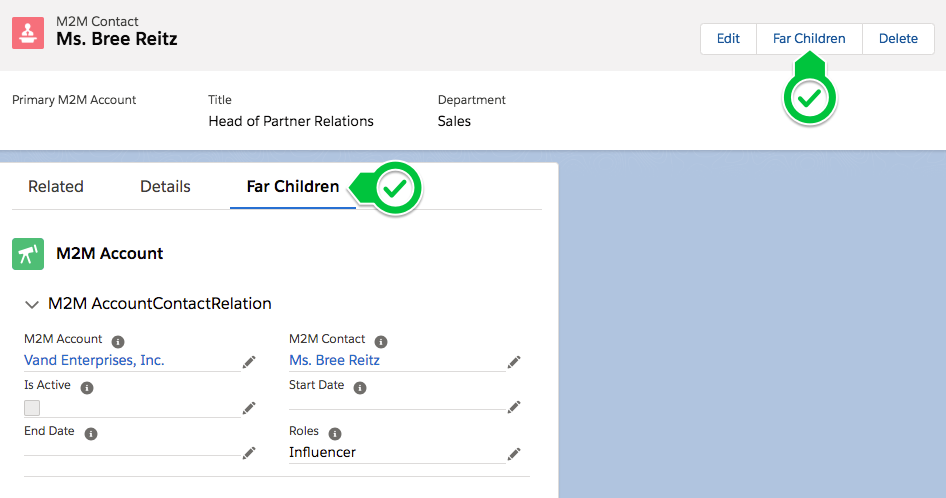 M2M Contact
Ms. Bree Reitz
Edit
Far Children
Delete
Primary M2M Account
Title
Department
Head of Partner Relations
Sales
Related
Details
Far Children
M2M Account
M2M AccountContactRelation
M2M Account
M2M Contact
Vand Enterprises, Inc.
Ms. Bree Reitz
Is Active
Start Date
End Date
Roles
Influencer